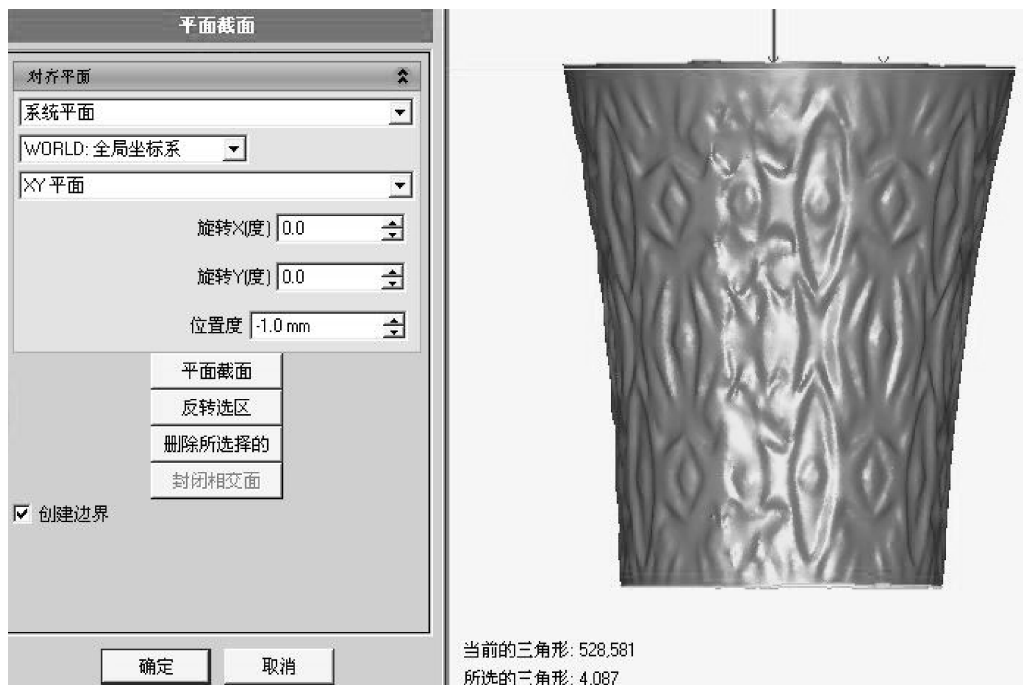 平面截面
对齐平面
系统平面
WORLD: 全局坐标系
XY 平面
旋转X(度) 0.0
旋转Y(度) 0.0
位置度 -1.0 mm
平面截面
反转选区
删除所选择的
封闭相交面
创建边界
确定 取消
当前的三角形: 528,581
所选的三角形: 4,087